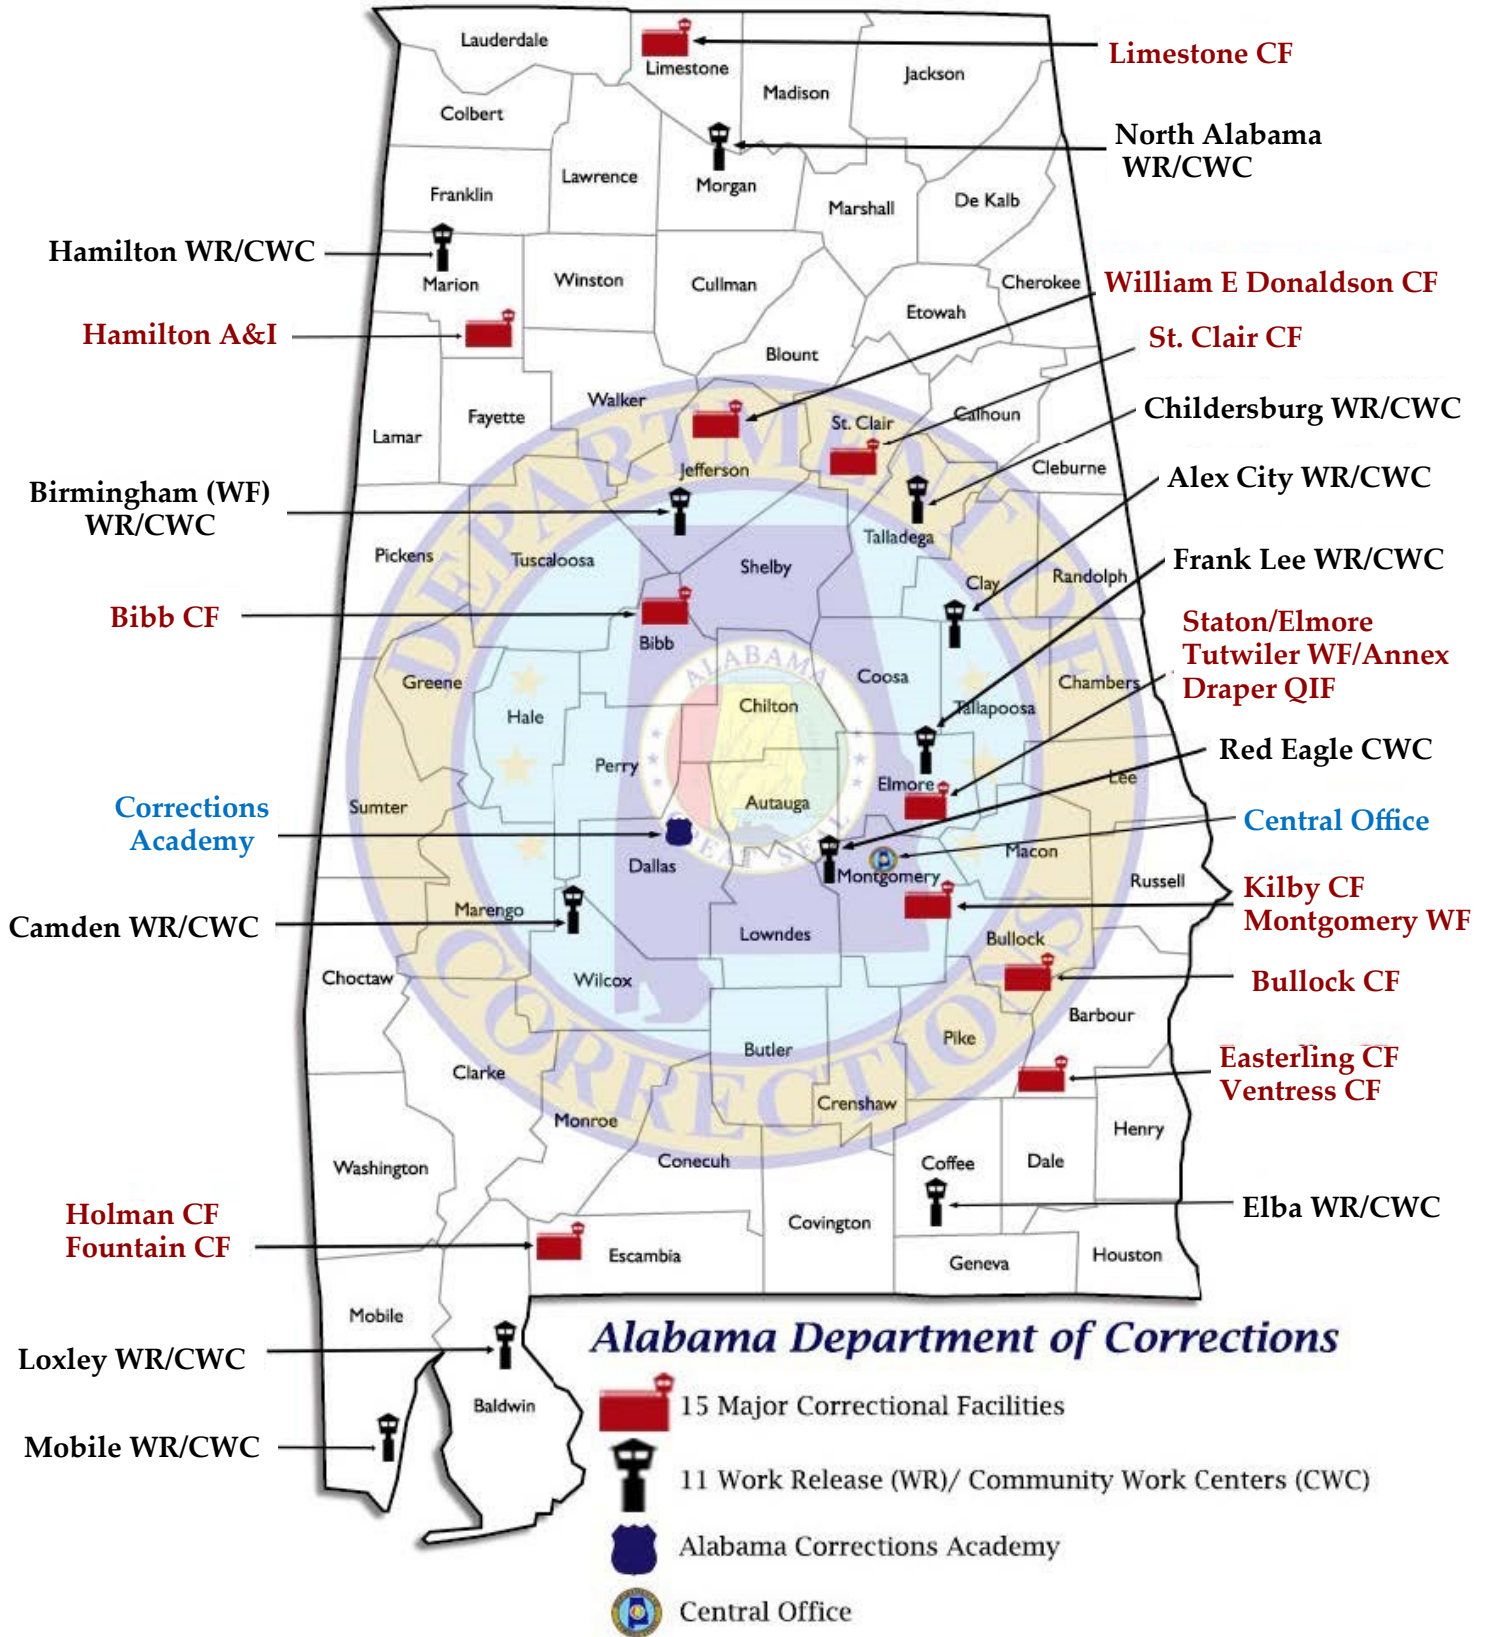 Lauderdale
Limestone
Limestone CF
Madison
Jackson
Colbert
North Alabama
WR/CWC
Lawrence
Morgan
Franklin
Marshall
De Kalb
Hamilton WR/CWC
Marion
Winston
Cullman
Cherokee
William E Donaldson CF
Etowah
Hamilton A&I
St. Clair CF
Blount
Walker
Fayette
Lamar
St. Clair
Calhoun
Childersburg WR/CWC
Jefferson
Cleburne
Alex City WR/CWC
Birmingham (WF)
WR/CWC
DEPARTMENT OF
Talladega
Pickens
Tuscaloosa
Shelby
Frank Lee WR/CWC
Clay
Randolph
Bibb CF
Bibb
Staton/Elmore
Tutwiler WF/Annex
Draper QIF
ALABAMA
Greene
Coosa
Chambers
Hale
Chilton
Tallapoosa
Perry
Red Eagle CWC
Elmore
Lee
Sumter
Autauga
Corrections
Academy
Central Office
GREAT SEAL
Dallas
Macon
Montgomery
Russell
Kilby CF
Montgomery WF
Marengo
Camden WR/CWC
Lowndes
Bullock
Choctaw
Wilcox
Bullock CF
CORRECTIONS
Barbour
Pike
Butler
Clarke
Easterling CF
Ventress CF
Crenshaw
Monroe
Henry
Washington
Conecuh
Coffee
Dale
Holman CF
Fountain CF
Elba WR/CWC
Covington
Escambia
Geneva
Houston
Mobile
Alabama Department of Corrections
Loxley WR/CWC
Baldwin
15 Major Correctional Facilities
Mobile WR/CWC
11 Work Release (WR)/ Community Work Centers (CWC)
Alabama Corrections Academy
Central Office